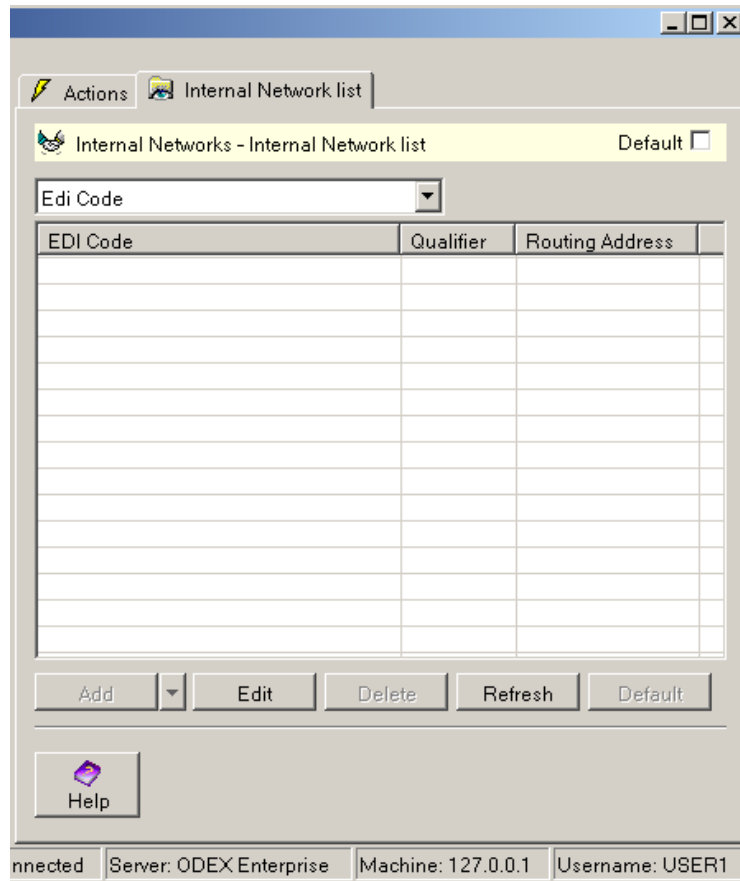 Actions Internal Network list
Internal Networks - Internal Network list Default
Edi Code
EDI Code Qualifier Routing Address
Add Edit Delete Refresh Default
Help
nnected Server: ODEX Enterprise Machine: 127.0.0.1 Username: USER1